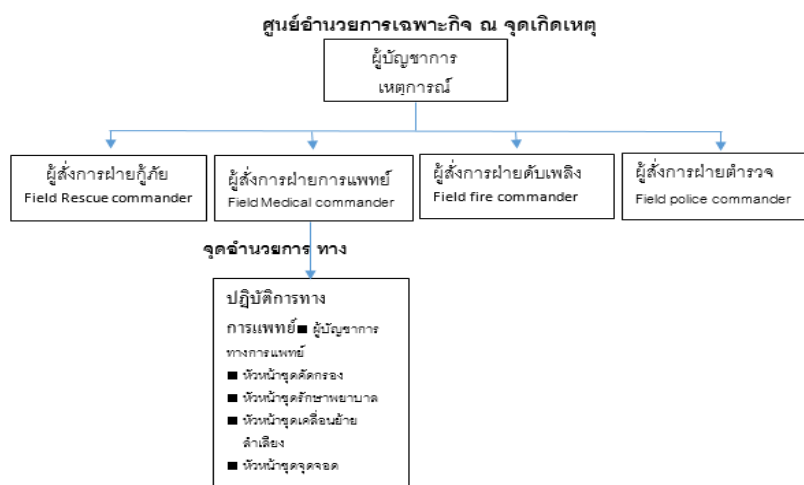 ศูนย์อำนวยการเฉพาะกิจ ณ จุดเกิดเหตุ
ผู้บัญชาการ
เหตุการณ์
ผู้สั่งการฝ่ายกู้ภัย
Field Rescue commander
ผู้สั่งการฝ่ายการแพทย์
Field Medical commander
ผู้สั่งการฝ่ายดับเพลิง
Field fire commander
ผู้สั่งการฝ่ายตำรวจ
Field police commander
จุดอำนวยการ ทาง
ปฏิบัติการทาง
การแพทย์■ ผู้บัญชาการ
ทางการแพทย์
■ หัวหน้าชุดคัดกรอง
■ หัวหน้าชุดรักษาพยาบาล
■ หัวหน้าชุดเคลื่อนย้าย
ลำเลียง
■ หัวหน้าชุดจุดจอด